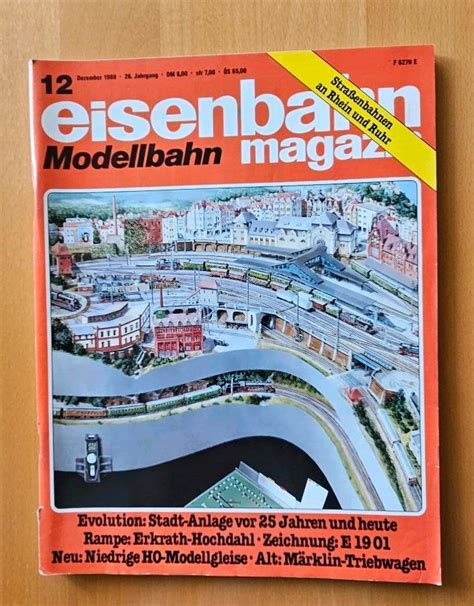 12
Dezember 1988 · 26. Jahrgang · DM 8,00 · sfr 7,00 · ÖS 65,00
F 6270 E
Straßenbahnen
an Rhein und Ruhr
eisenbahn
Modellbahn magazin
Evolution: Stadt-Anlage vor 25 Jahren und heute
Rampe: Erkrath-Hochdahl · Zeichnung: E 19 01
Neu: Niedrige HO-Modellgleise · Alt: Märklin-Triebwagen